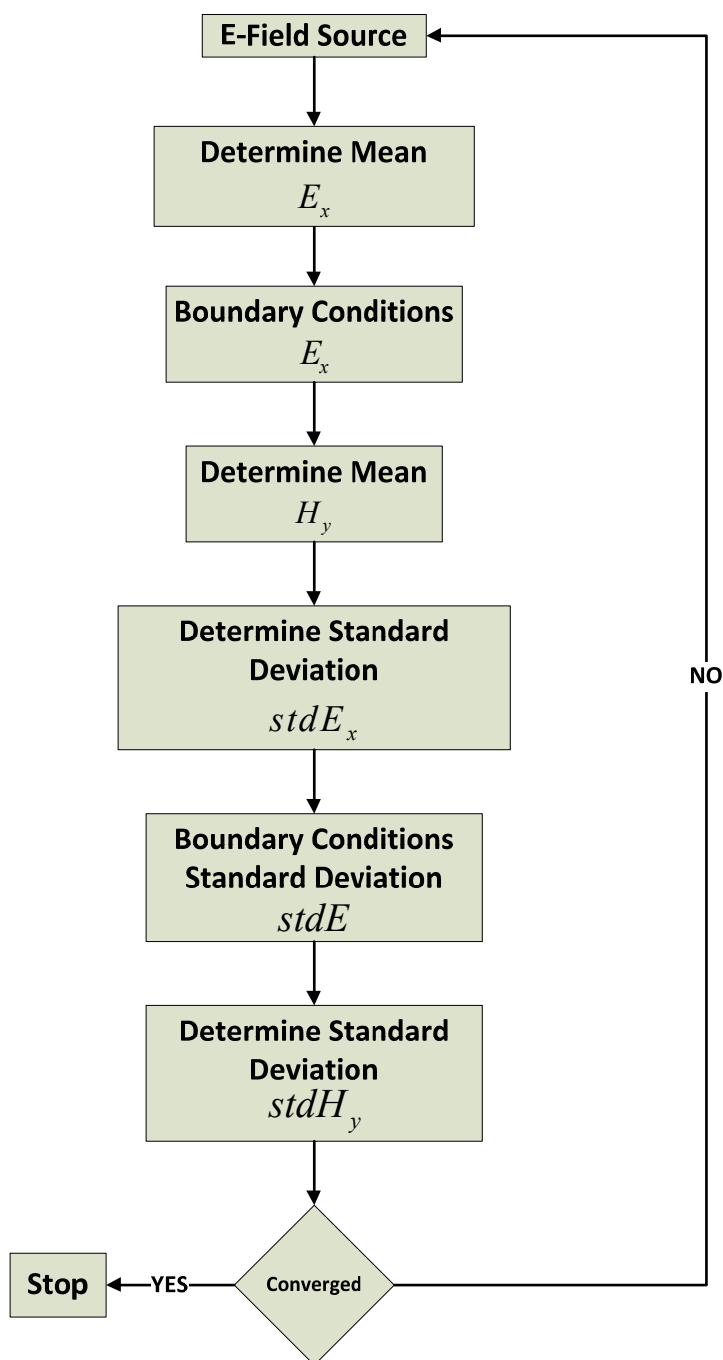 E-Field Source
Determine Mean
E_x
Boundary Conditions
E_x
Determine Mean
H_y
Determine Standard
Deviation
stdE_x
NO
Boundary Conditions
Standard Deviation
stdE
Determine Standard
Deviation
stdH_y
Stop
YES
Converged